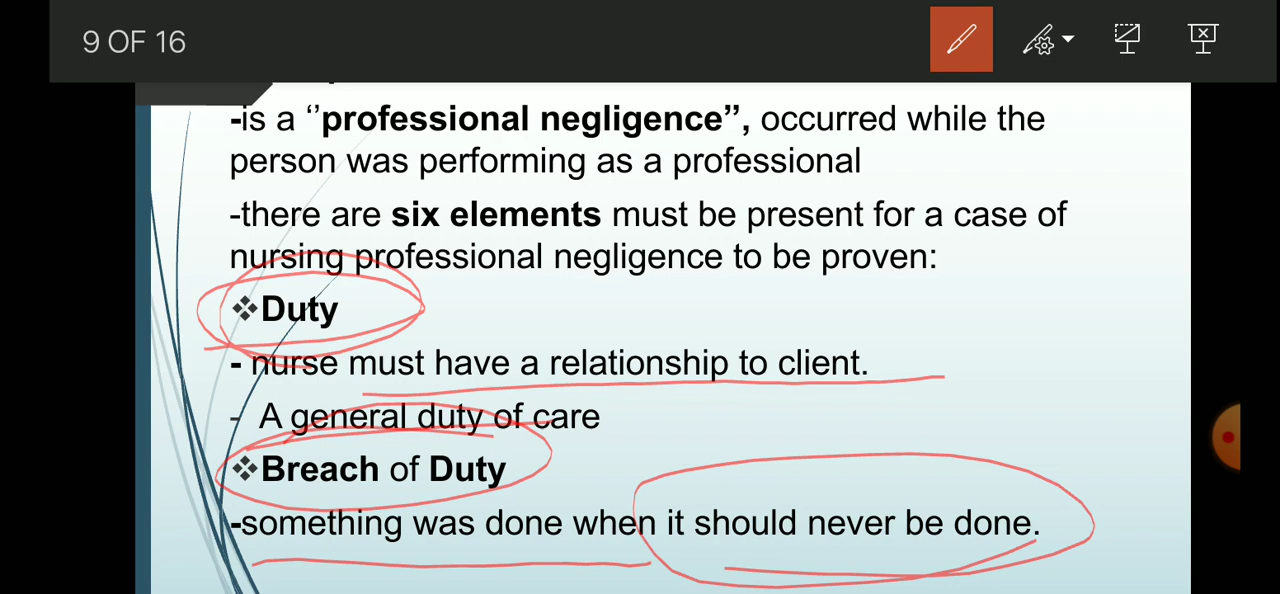 9 OF 16
-is a ‘’professional negligence”, occurred while the
person was performing as a professional
-there are six elements must be present for a case of
nursing professional negligence to be proven:
❖Duty
- nurse must have a relationship to client.
- A general duty of care
❖Breach of Duty
-something was done when it should never be done.